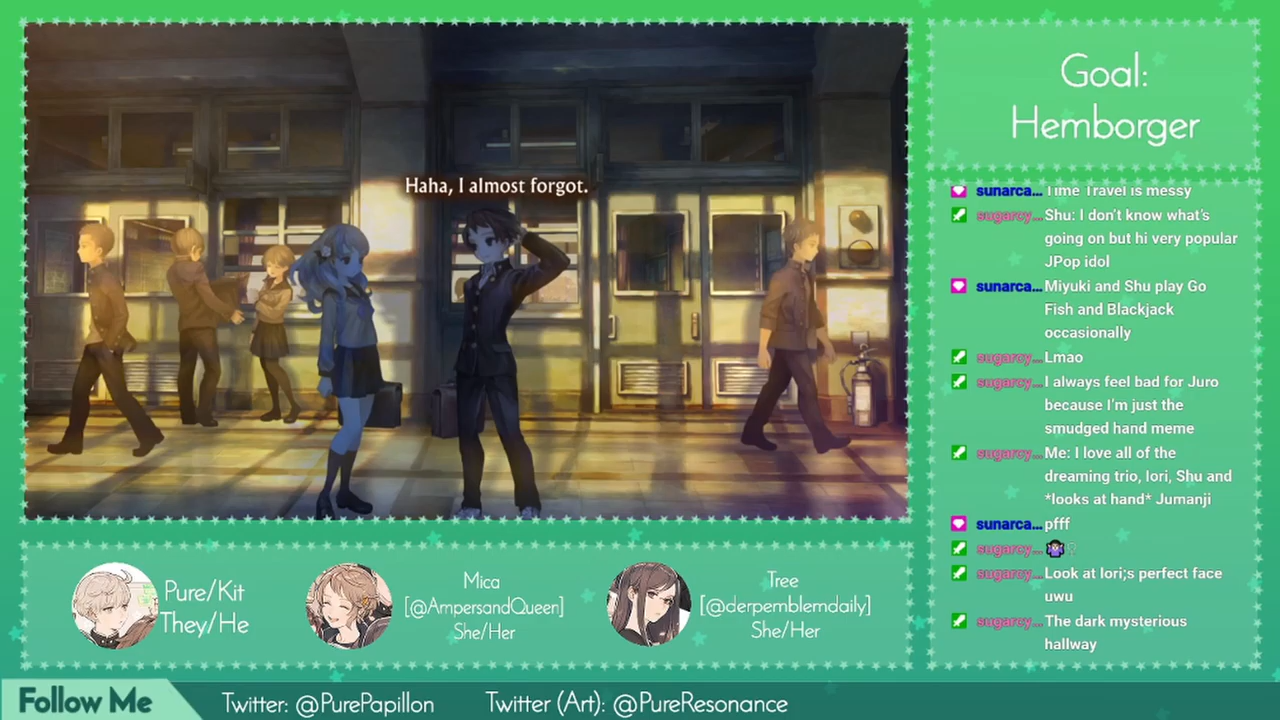 Haha, I almost forgot.
Goal:
Hemborger
sunarca... Time Travel is messy
sugarcy... Shu: I don't know what's
going on but hi very popular
JPop idol
sunarca... Miyuki and Shu play Go
Fish and Blackjack
occasionally
sugarcy... Lmao
sugarcy... I always feel bad for Juro
because I'm just the
smudged hand meme
sugarcy... Me: I love all of the
dreaming trio, Iori, Shu and
*looks at hand* Jumanji
sunarca... pfff
sugarcy...
sugarcy... Look at Iori;s perfect face
uwu
sugarcy... The dark mysterious
hallway
Pure/Kit
They/He
Mica
[@AmpersandQueen]
She/Her
Tree
[@derpemblemdaily]
She/Her
Follow Me
Twitter: @PurePapillon
Twitter (Art): @PureResonance